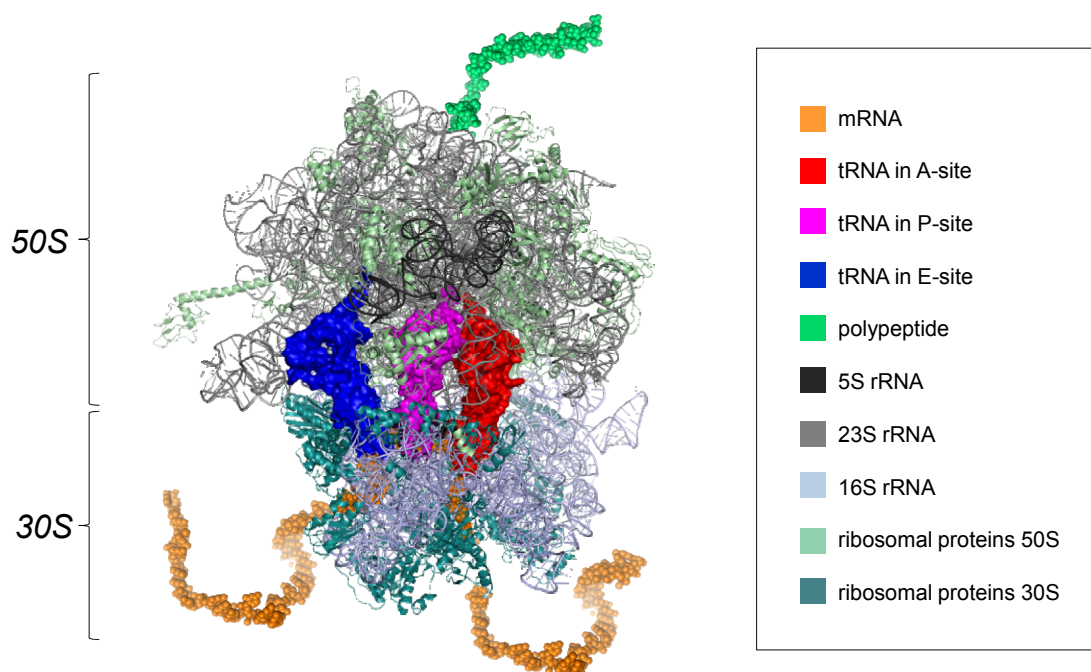 50S
30S
mRNA
tRNA in A-site
tRNA in P-site
tRNA in E-site
polypeptide
5S rRNA
23S rRNA
16S rRNA
ribosomal proteins 50S
ribosomal proteins 30S